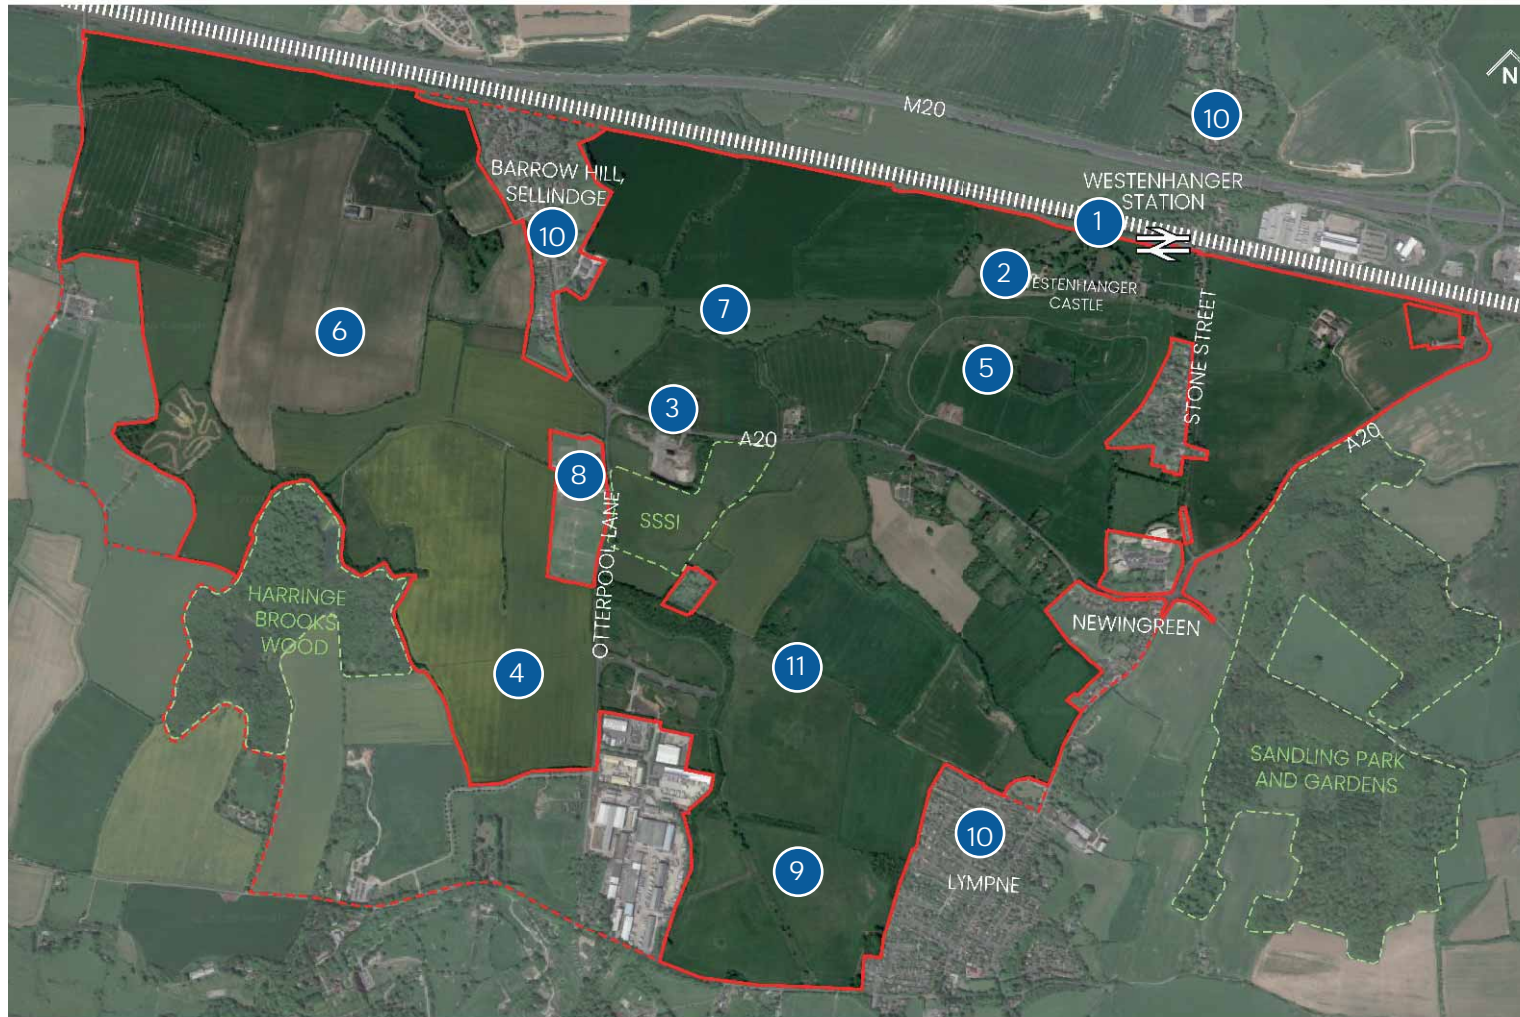 N
M20
10
BARROW HILL,
SELLINDGE
10
WESTENHANGER
STATION
1
2
WESTENHANGER
CASTLE
7
6
5
STONE STREET
3
A20
A20
8
SSSI
OTTERPOOL LANE
HARRINGE
BROOKS
WOOD
NEWINGREEN
4
11
SANDLING PARK
AND GARDENS
10
9
LYMPNE